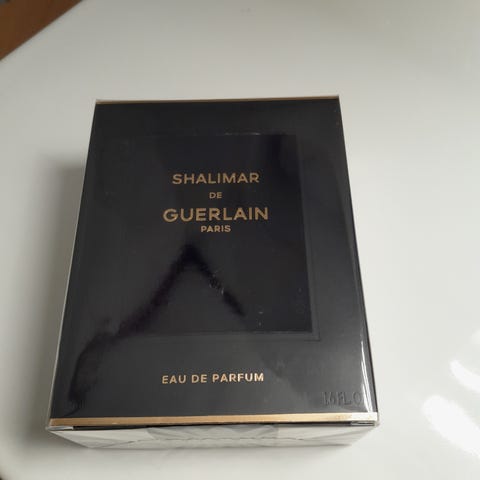 SHALIMAR
DE
GUERLAIN
PARIS
EAU DE PARFUM